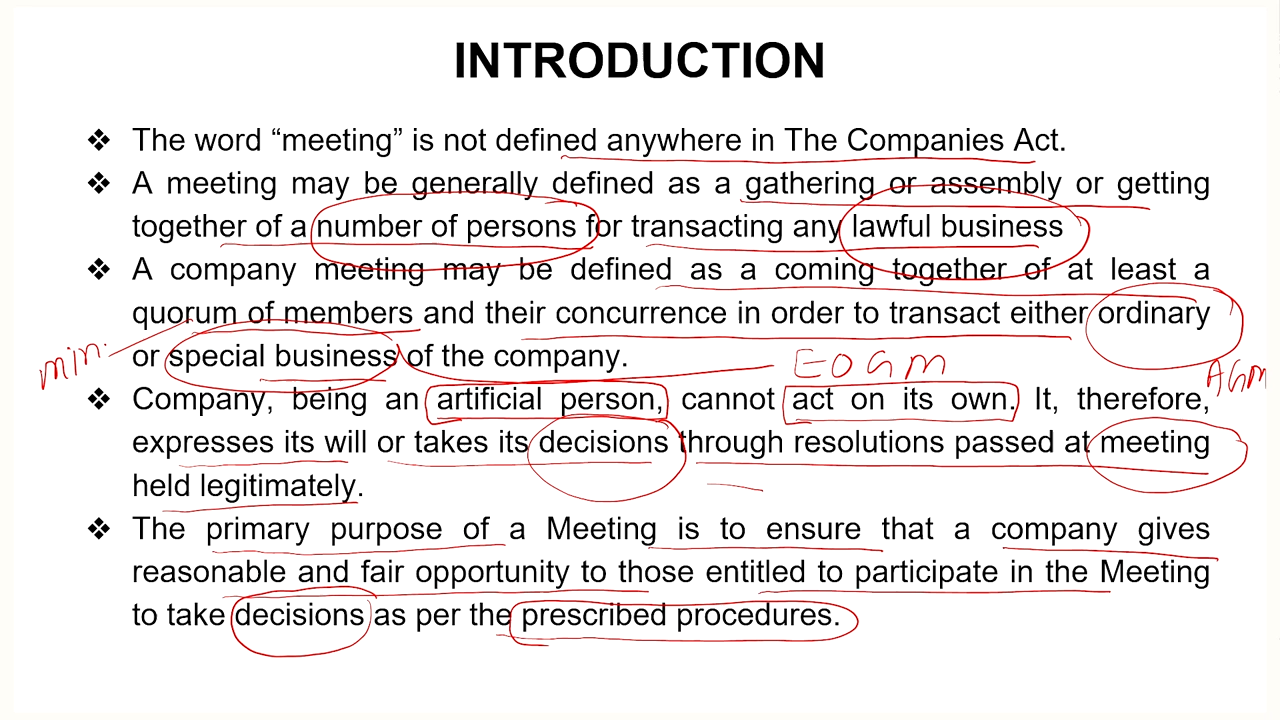 INTRODUCTION
❖ The word “meeting” is not defined anywhere in The Companies Act.
❖ A meeting may be generally defined as a gathering or assembly or getting
together of a number of persons for transacting any lawful business
❖ A company meeting may be defined as a coming together of at least a
quorum of members and their concurrence in order to transact either ordinary
or special business of the company.
min.
EOGM
AGM
❖ Company, being an artificial person, cannot act on its own. It, therefore,
expresses its will or takes its decisions through resolutions passed at meeting
held legitimately.
❖ The primary purpose of a Meeting is to ensure that a company gives
reasonable and fair opportunity to those entitled to participate in the Meeting
to take decisions as per the prescribed procedures.